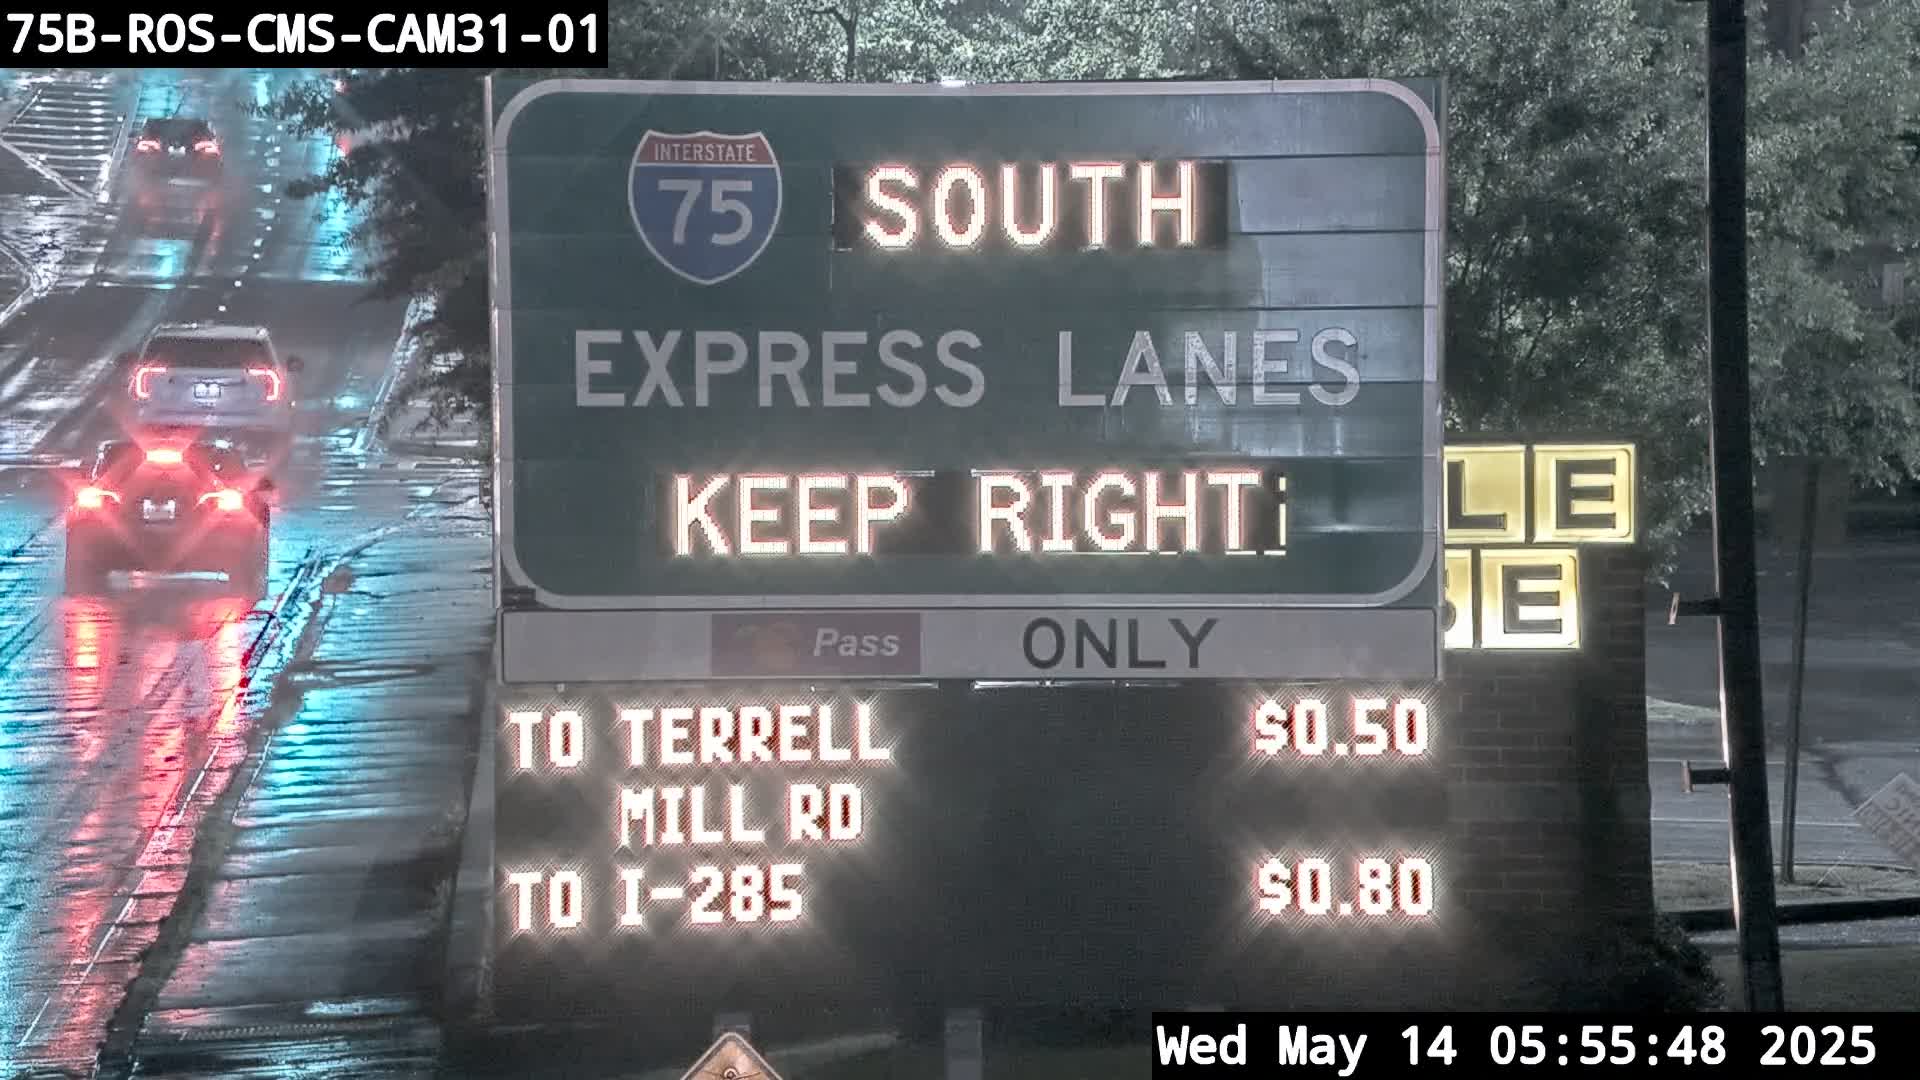 75B-ROS-CMS-CAM31-01
INTERSTATE
75
SOUTH
EXPRESS LANES
KEEP RIGHT
Pass ONLY
TO TERRELL $0.50
MILL RD
TO I-285 $0.80
LE
E
Wed May 14 05:55:48 2025